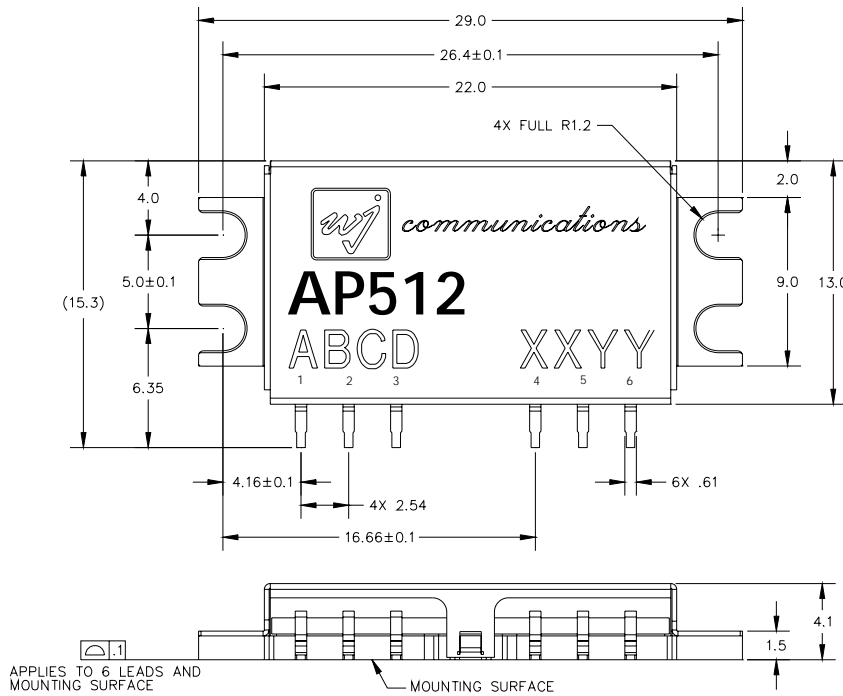 29.0
26.4±0.1
22.0
4X FULL R1.2
4.0
2.0
wj communications
5.0±0.1
9.0
13.0
(15.3)
AP512
ABCD XXYY
1 2 3 4 5 6
6.35
4.16±0.1
6X .61
4X 2.54
16.66±0.1
4.1
1.5
.1
APPLIES TO 6 LEADS AND
MOUNTING SURFACE
MOUNTING SURFACE